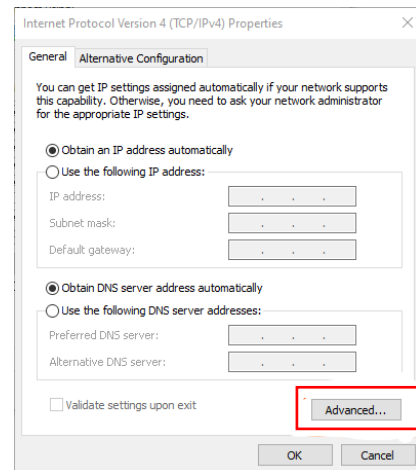 Internet Protocol Version 4 (TCP/IPv4) Properties
General Alternative Configuration
You can get IP settings assigned automatically if your network supports
this capability. Otherwise, you need to ask your network administrator
for the appropriate IP settings.
Obtain an IP address automatically
Use the following IP address:
IP address:
Subnet mask:
Default gateway:
Obtain DNS server address automatically
Use the following DNS server addresses:
Preferred DNS server:
Alternative DNS server:
Validate settings upon exit
Advanced...
OK Cancel